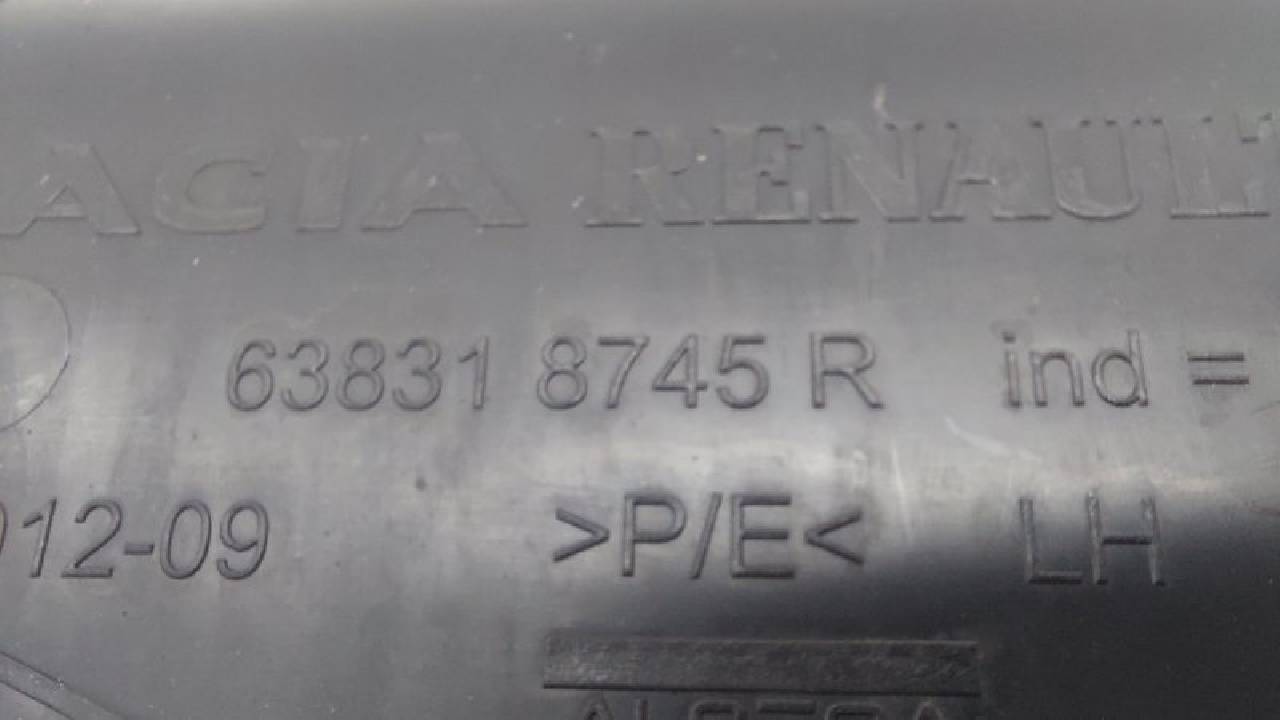 ACIA RENAULT
63831 8745 R ind =
012-09 >P/E< LH